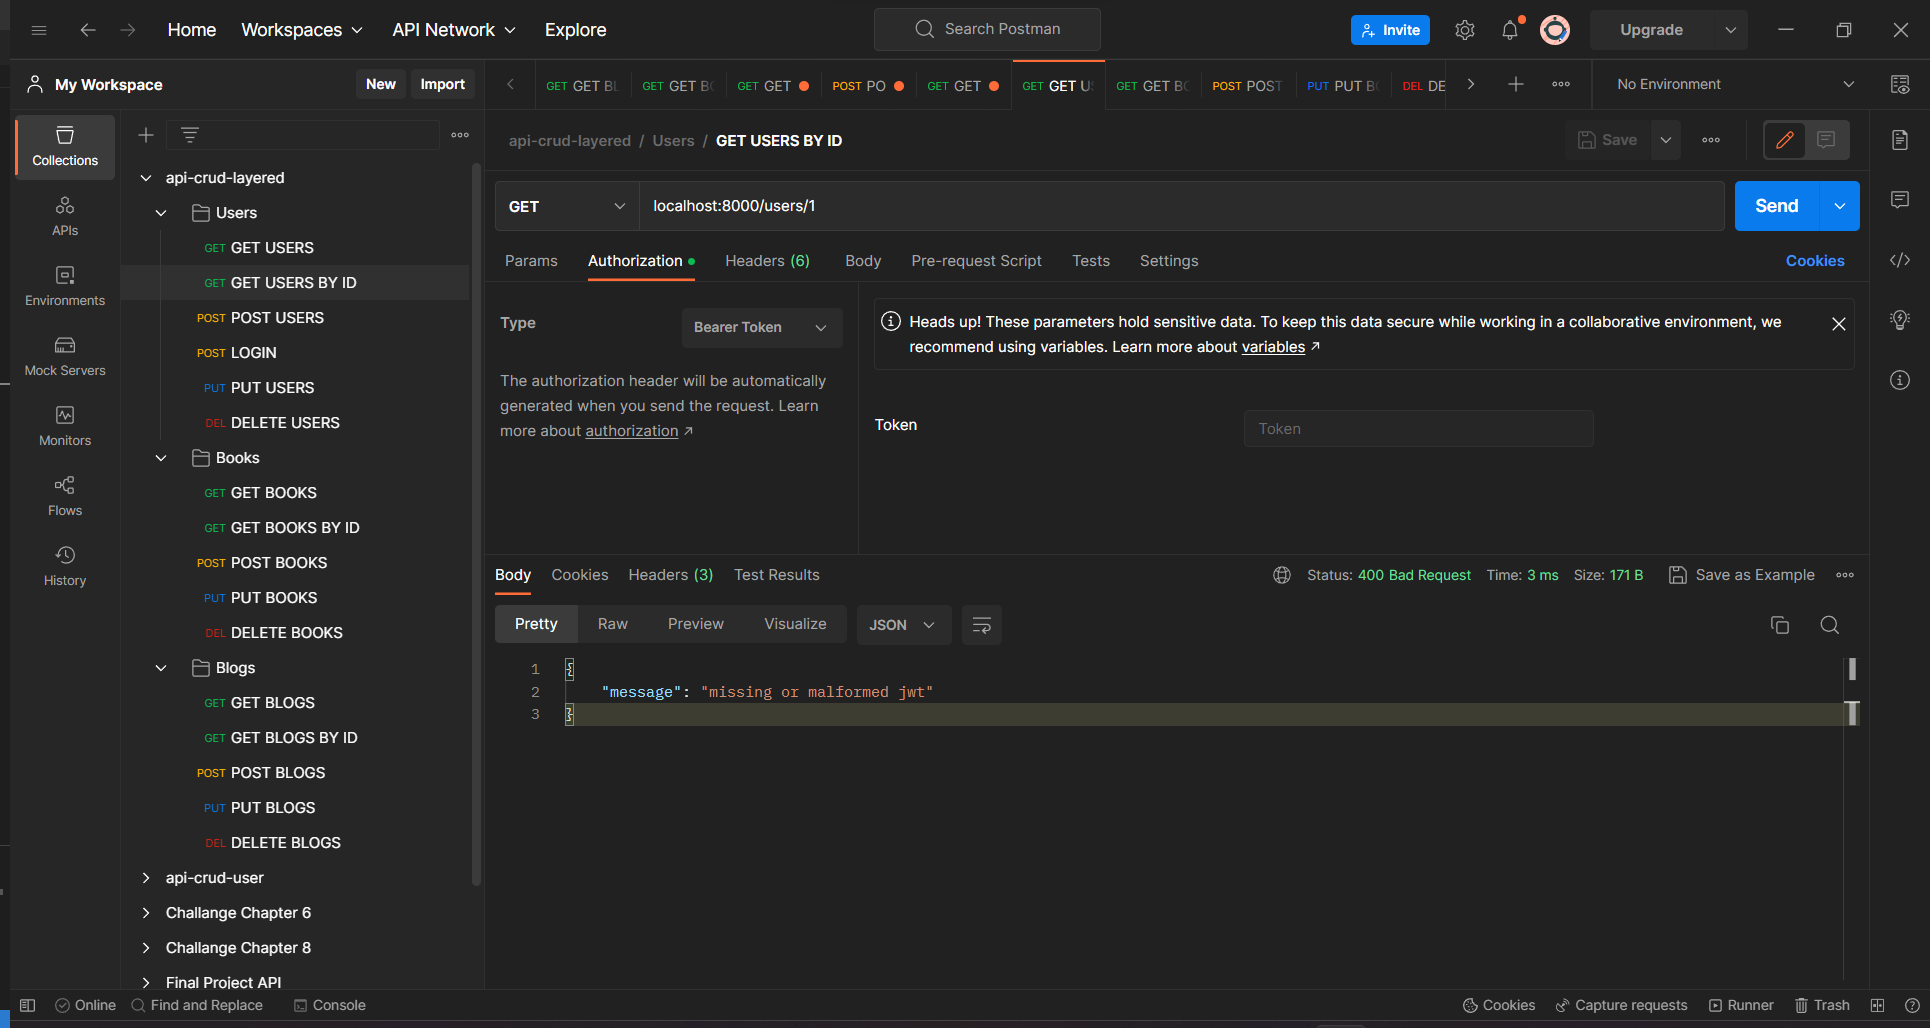 Home Workspaces API Network Explore
Search Postman
Invite
Upgrade
My Workspace
New Import
GET GET BL
GET GET BO
GET GET
POST PO
GET GET
GET GET US
GET GET BO
POST POST
PUT PUT BO
DEL DE
No Environment
Collections
APIs
Environments
Mock Servers
Monitors
Flows
History
api-crud-layered
Users
GET GET USERS
GET GET USERS BY ID
POST POST USERS
POST LOGIN
PUT PUT USERS
DEL DELETE USERS
Books
GET GET BOOKS
GET GET BOOKS BY ID
POST POST BOOKS
PUT PUT BOOKS
DEL DELETE BOOKS
Blogs
GET GET BLOGS
GET GET BLOGS BY ID
POST POST BLOGS
PUT PUT BLOGS
DEL DELETE BLOGS
api-crud-user
Challange Chapter 6
Challange Chapter 8
Final Project API
api-crud-layered / Users / GET USERS BY ID
Save
GET localhost:8000/users/1
Send
Params Authorization Headers (6) Body Pre-request Script Tests Settings
Cookies
Type Bearer Token
The authorization header will be automatically
generated when you send the request. Learn
more about authorization ↗
Heads up! These parameters hold sensitive data. To keep this data secure while working in a collaborative environment, we
recommend using variables. Learn more about variables ↗
Token Token
Body Cookies Headers (3) Test Results
Status: 400 Bad Request Time: 3 ms Size: 171 B Save as Example
Pretty Raw Preview Visualize JSON
1 {
2 "message": "missing or malformed jwt"
3 }
Online Find and Replace Console
Cookies Capture requests Runner Trash